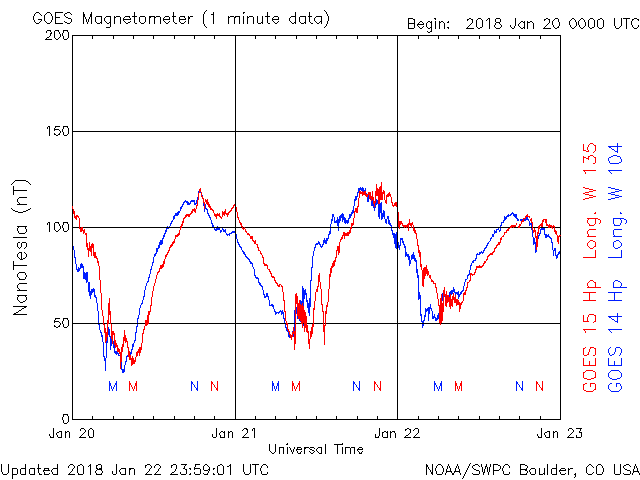 GOES Magnetometer (1 minute data)
Begin: 2018 Jan 20 0000 UTC
200
150
100
50
0
NanoTesla (nT)
M M N N M M N N M M N N
Jan 20 Jan 21 Jan 22 Jan 23
Universal Time
GOES 15 Hp Long. W 135
GOES 14 Hp Long. W 104
Updated 2018 Jan 22 23:59:01 UTC
NOAA/SWPC Boulder, CO USA